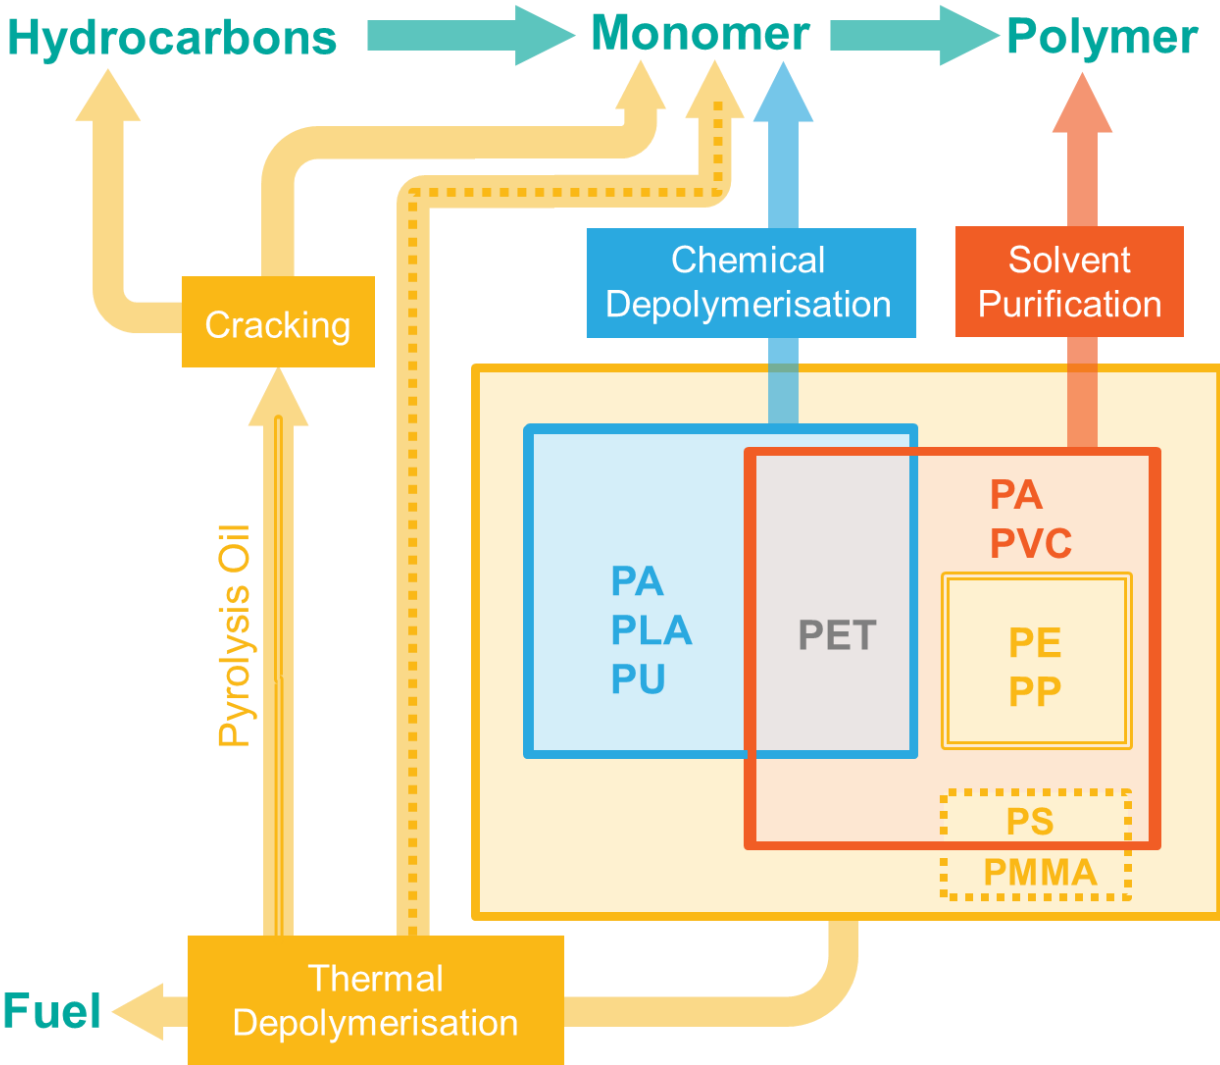 Hydrocarbons
Monomer
Polymer
Chemical
Depolymerisation
Solvent
Purification
Cracking
Pyrolysis Oil
PA
PLA
PU
PET
PA
PVC
PE
PP
PS
PMMA
Thermal
Depolymerisation
Fuel